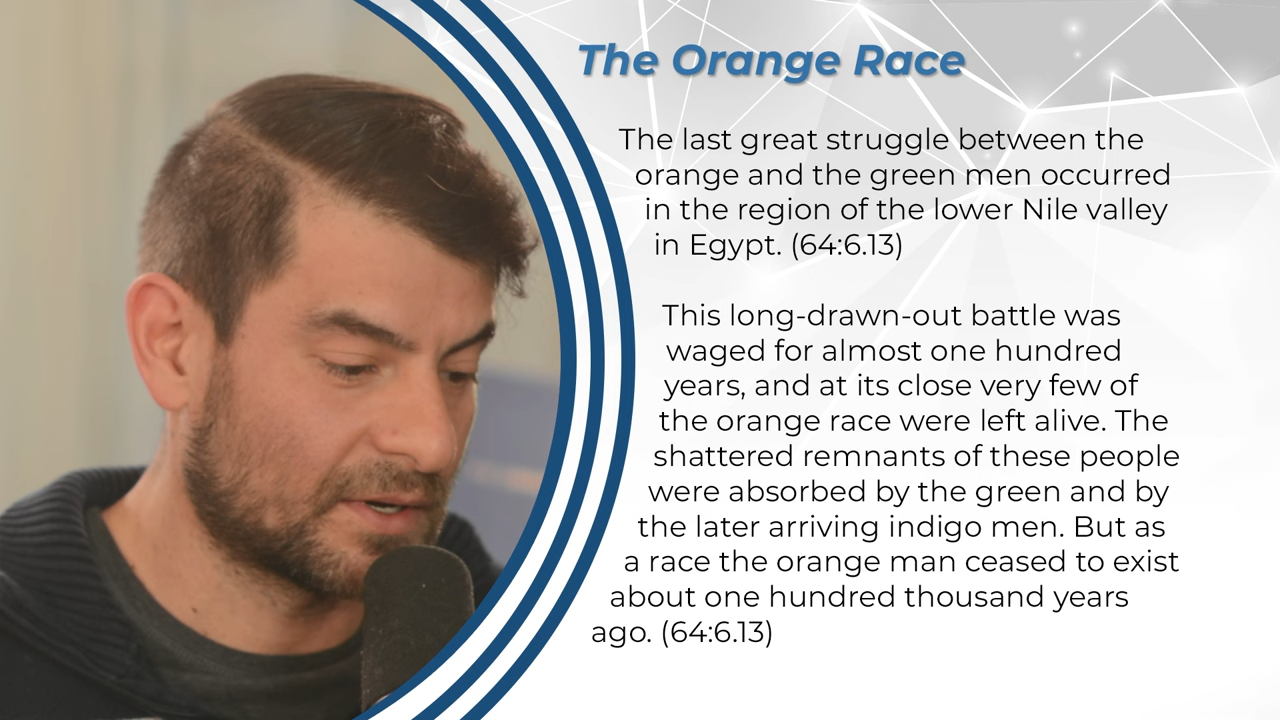 The Orange Race
The last great struggle between the
orange and the green men occurred
in the region of the lower Nile valley
in Egypt. (64:6.13)
This long-drawn-out battle was
waged for almost one hundred
years, and at its close very few of
the orange race were left alive. The
shattered remnants of these people
were absorbed by the green and by
the later arriving indigo men. But as
a race the orange man ceased to exist
about one hundred thousand years
ago. (64:6.13)